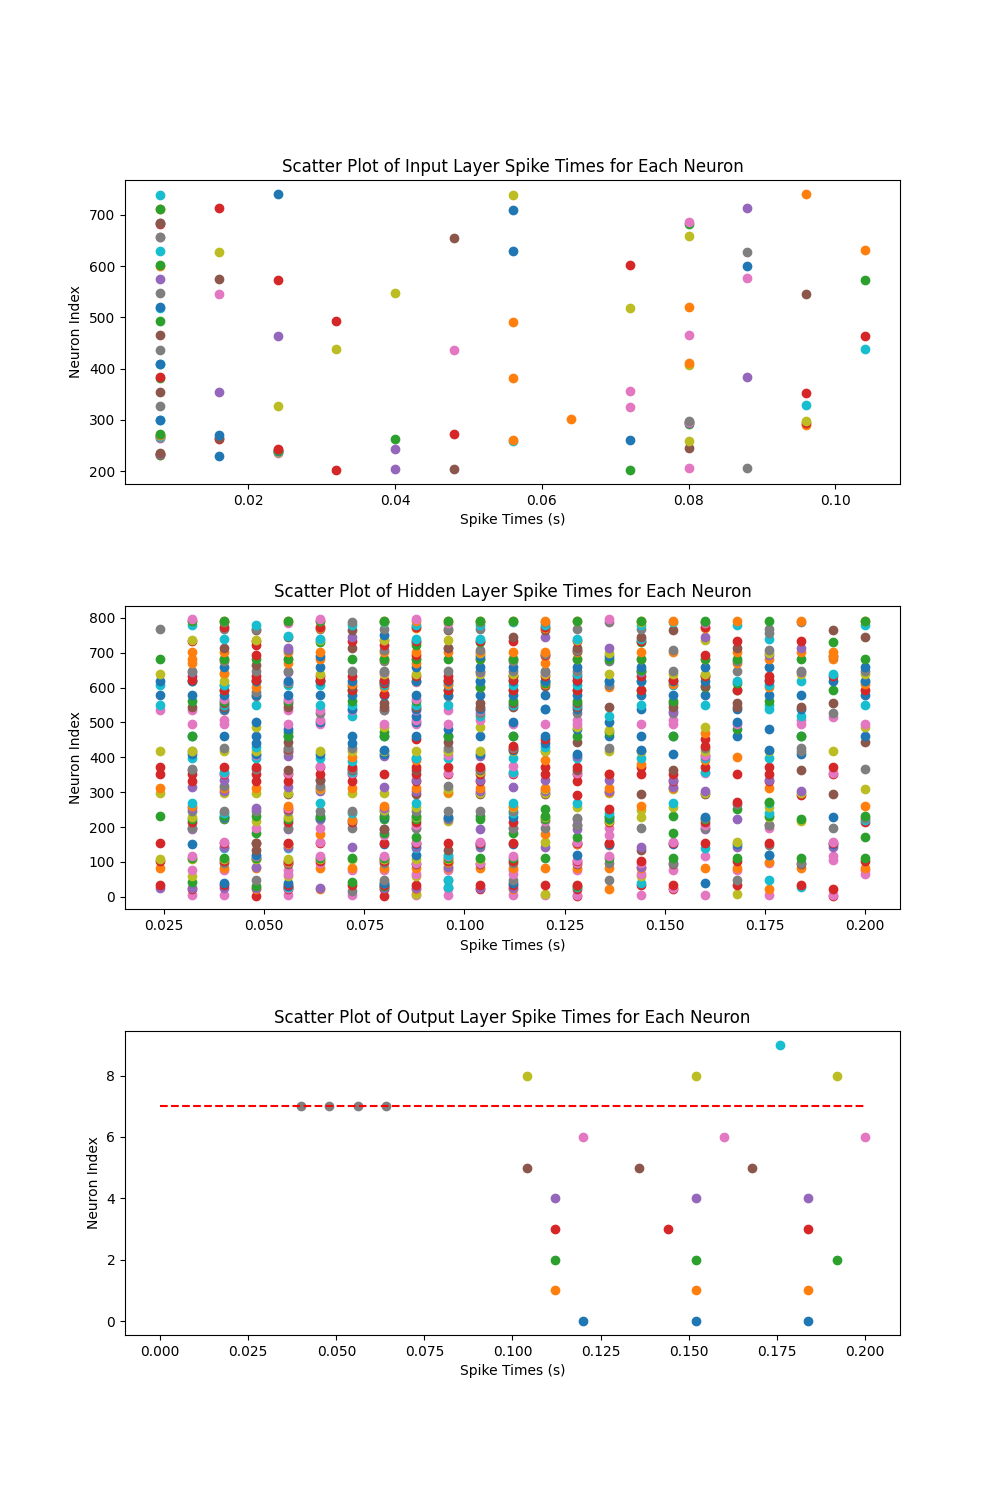 Scatter Plot of Input Layer Spike Times for Each Neuron
700
600
500
400
300
200
Neuron Index
0.02 0.04 0.06 0.08 0.10
Spike Times (s)
Scatter Plot of Hidden Layer Spike Times for Each Neuron
800
700
600
500
400
300
200
100
0
Neuron Index
0.025 0.050 0.075 0.100 0.125 0.150 0.175 0.200
Spike Times (s)
Scatter Plot of Output Layer Spike Times for Each Neuron
8
6
4
2
0
Neuron Index
0.000 0.025 0.050 0.075 0.100 0.125 0.150 0.175 0.200
Spike Times (s)